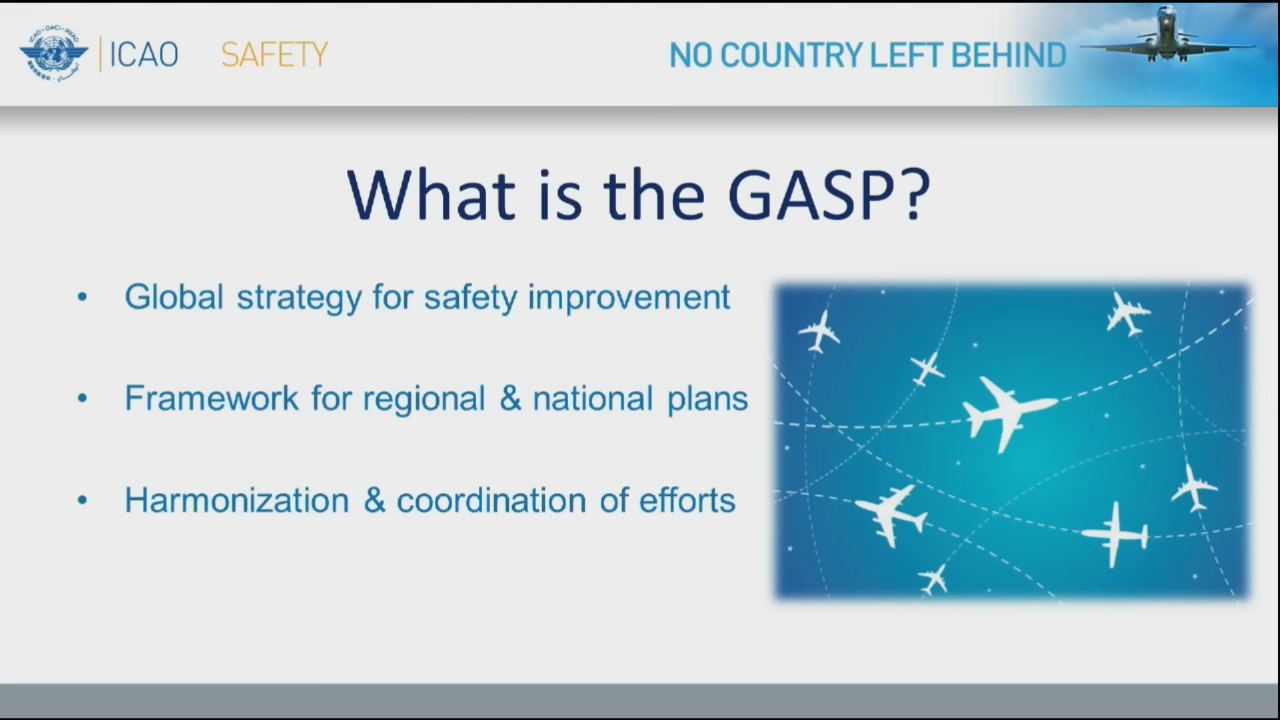 ICAO SAFETY
NO COUNTRY LEFT BEHIND
What is the GASP?
• Global strategy for safety improvement
• Framework for regional & national plans
• Harmonization & coordination of efforts